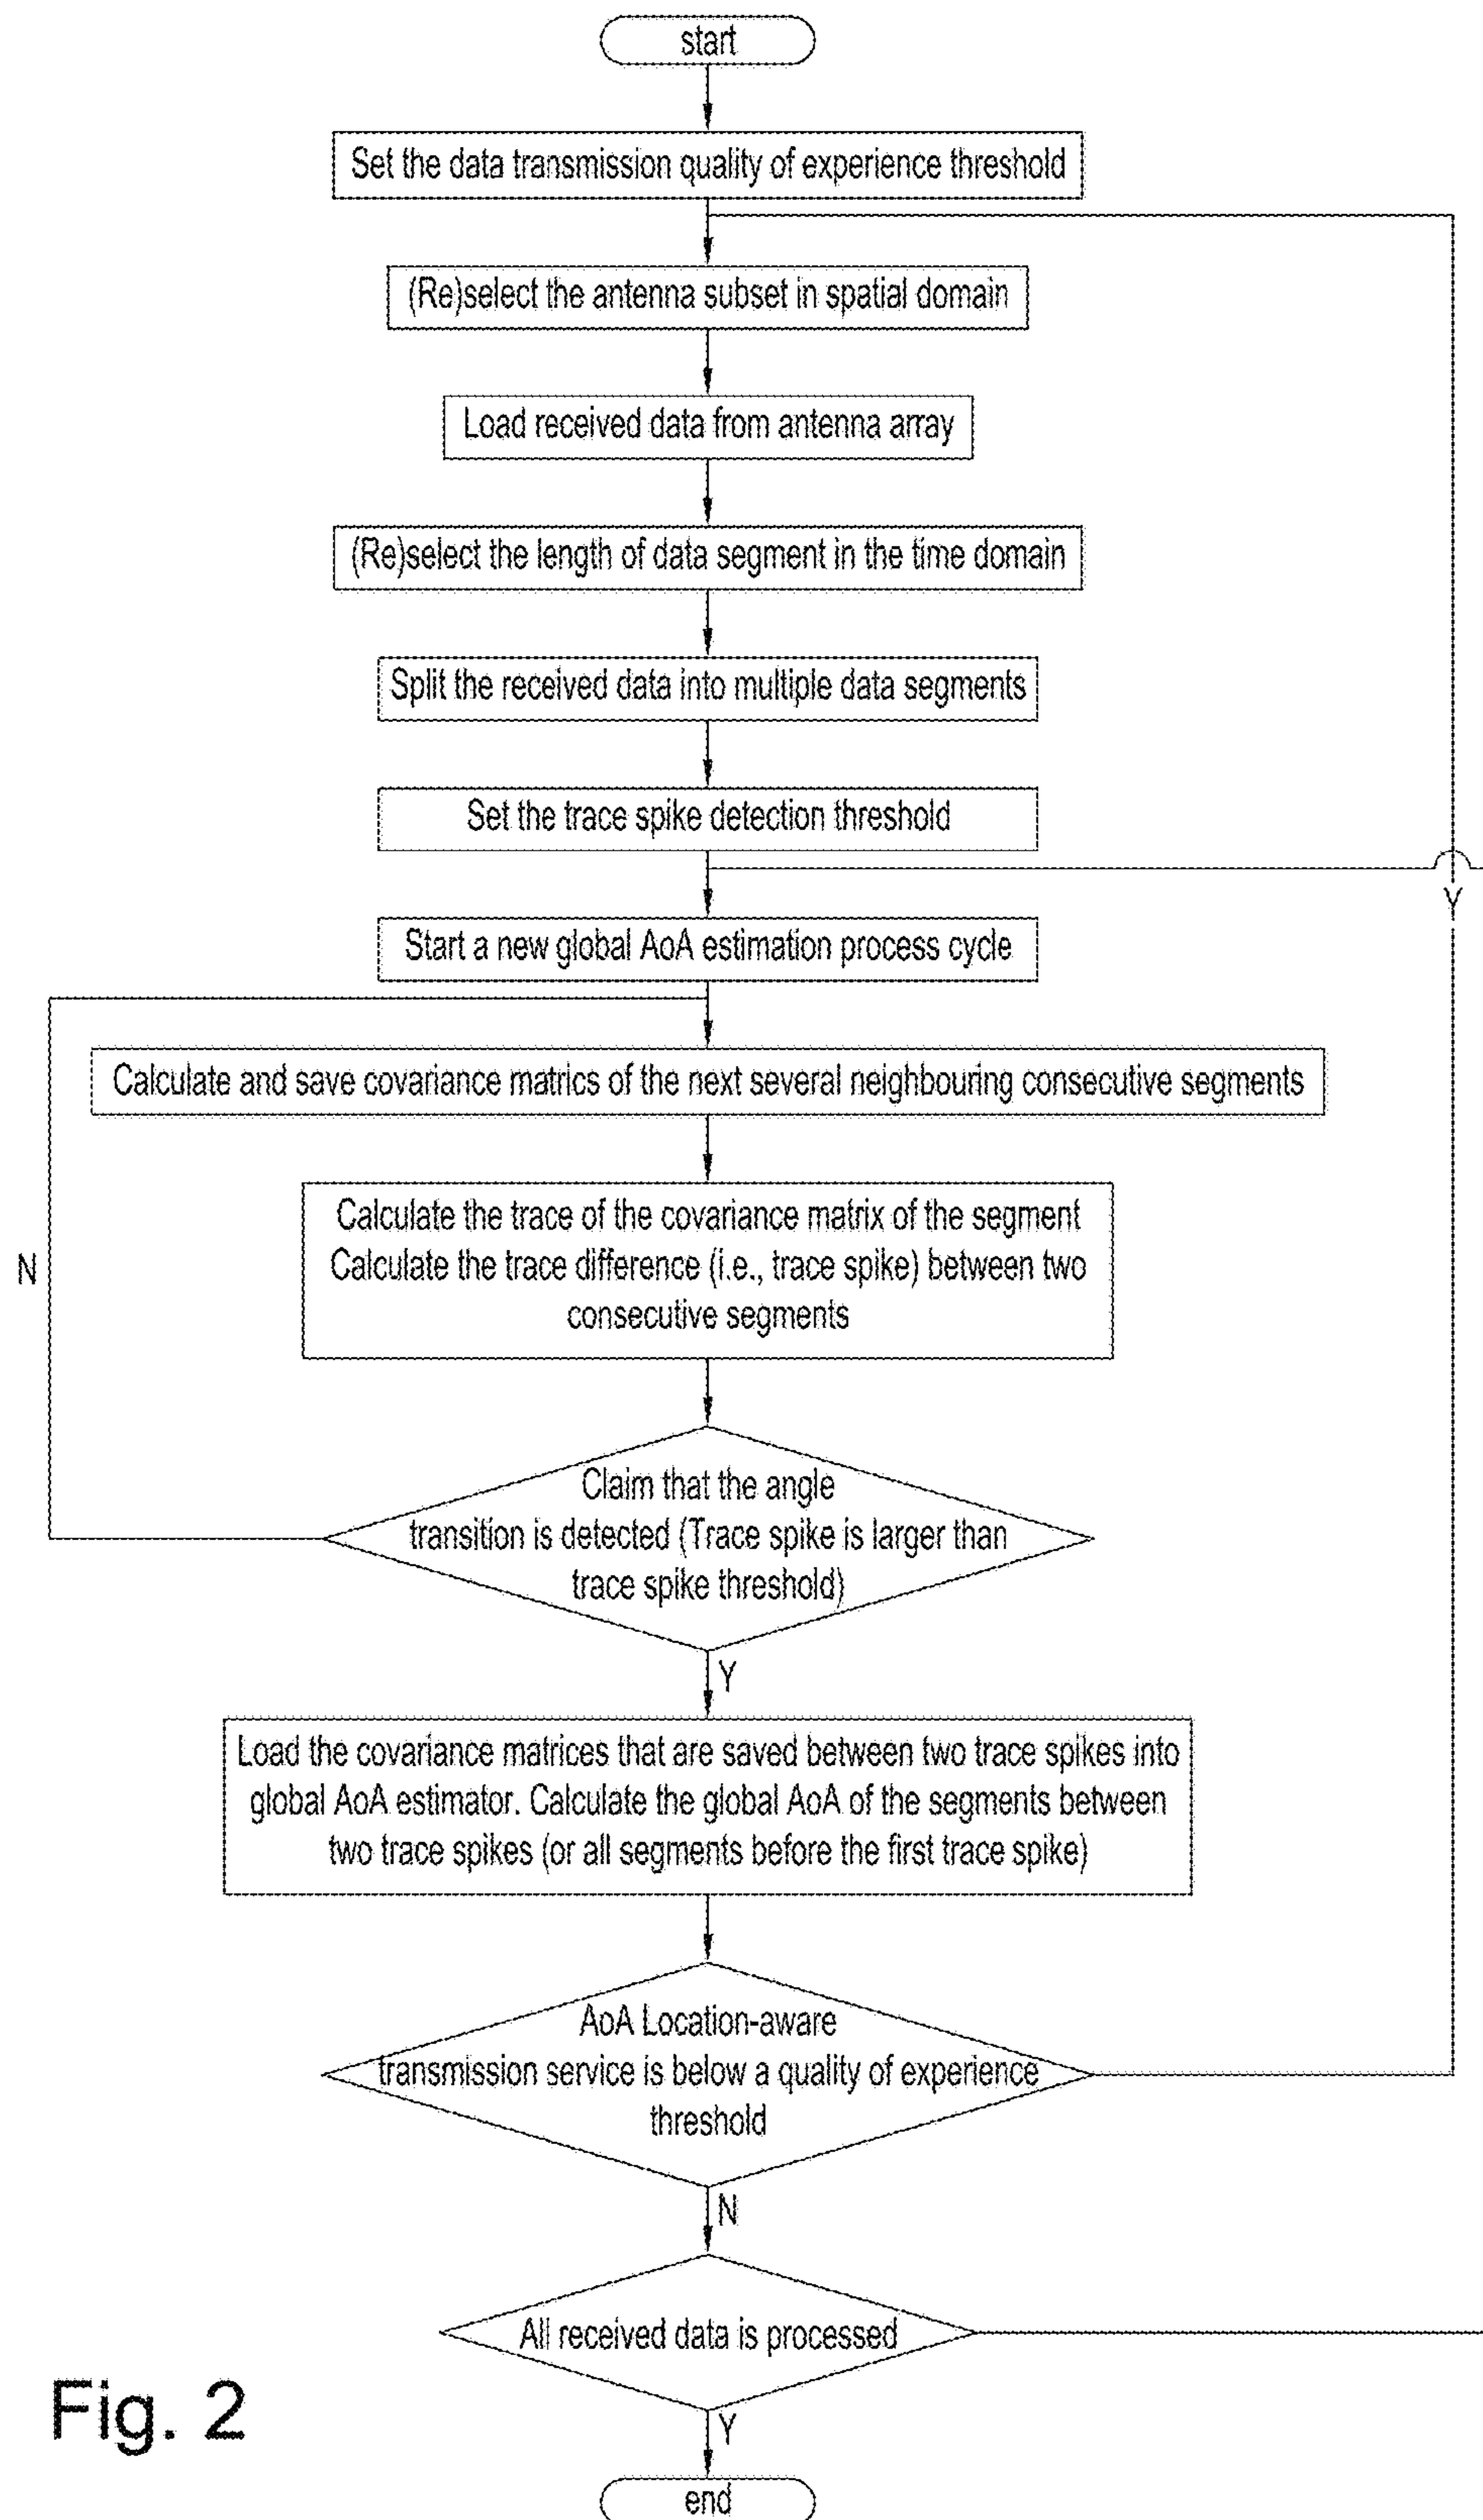 start
Set the data transmission quality of experience threshold
(Re)select the antenna subset in spatial domain
Load received data from antenna array
(Re)select the length of data segment in the time domain
Split the received data into multiple data segments
Set the trace spike detection threshold
Y
Start a new global AoA estimation process cycle
Calculate and save covariance matrics of the next several neighbouring consecutive segments
Calculate the trace of the covariance matrix of the segment
Calculate the trace difference (i.e., trace spike) between two
consecutive segments
N
Claim that the angle
transition is detected (Trace spike is larger than
trace spike threshold)
Y
Load the covariance matrices that are saved between two trace spikes into
global AoA estimator. Calculate the global AoA of the segments between
two trace spikes (or all segments before the first trace spike)
AoA Location-aware
transmission service is below a quality of experience
threshold
N
All received data is processed
Y
end
Fig. 2